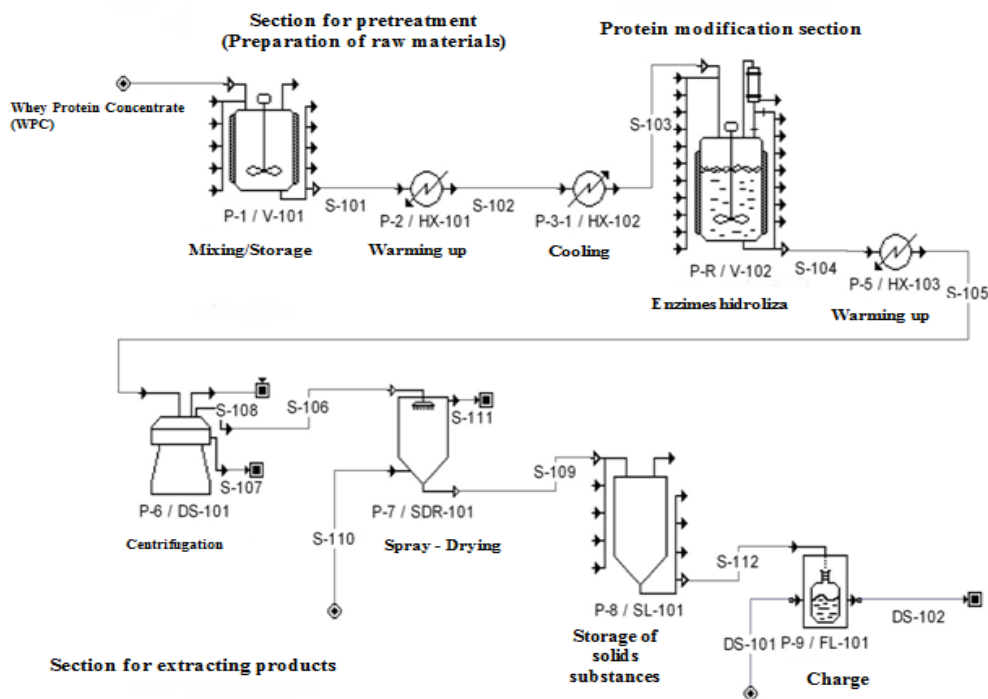 Section for pretreatment
(Preparation of raw materials)
Protein modification section
Whey Protein Concentrate
(WPC)
S-103
S-101
S-102
P-1 / V-101
P-2 / HX-101
P-3-1 / HX-102
Mixing/Storage
Warming up
Cooling
P-R / V-102
S-104
P-5 / HX-103
S-105
Enzimes hidroliza
Warming up
S-108
S-106
S-111
S-107
S-109
P-6 / DS-101
P-7 / SDR-101
Centrifugation
S-110
Spray - Drying
S-112
P-8 / SL-101
DS-101
P-9 / FL-101
DS-102
Storage of
solids
substances
Charge
Section for extracting products